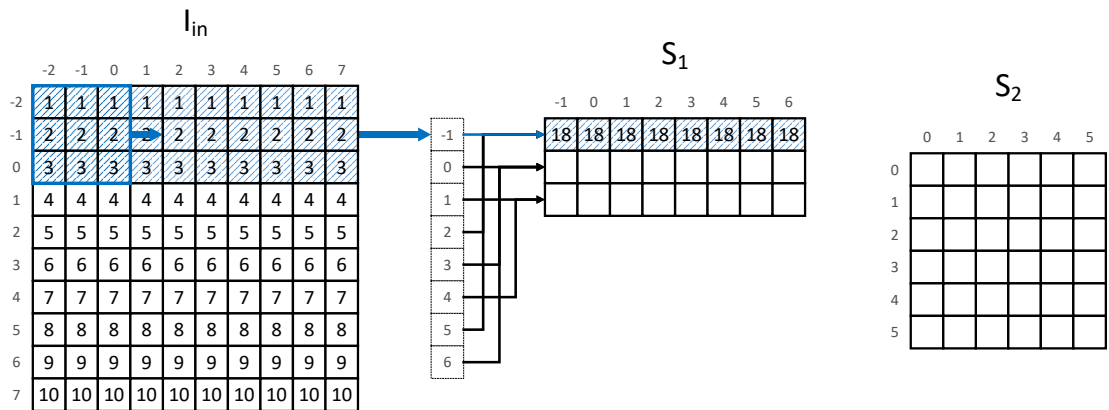 I_in
-2 -1 0 1 2 3 4 5 6 7
-2 1 1 1 1 1 1 1 1 1 1
-1 2 2 2 2 2 2 2 2 2 2
0 3 3 3 3 3 3 3 3 3 3
1 4 4 4 4 4 4 4 4 4 4
2 5 5 5 5 5 5 5 5 5 5
3 6 6 6 6 6 6 6 6 6 6
4 7 7 7 7 7 7 7 7 7 7
5 8 8 8 8 8 8 8 8 8 8
6 9 9 9 9 9 9 9 9 9 9
7 10 10 10 10 10 10 10 10 10 10
-1
0
1
2
3
4
5
6
S_1
-1 0 1 2 3 4 5 6
18 18 18 18 18 18 18 18
S_2
0 1 2 3 4 5
0
1
2
3
4
5